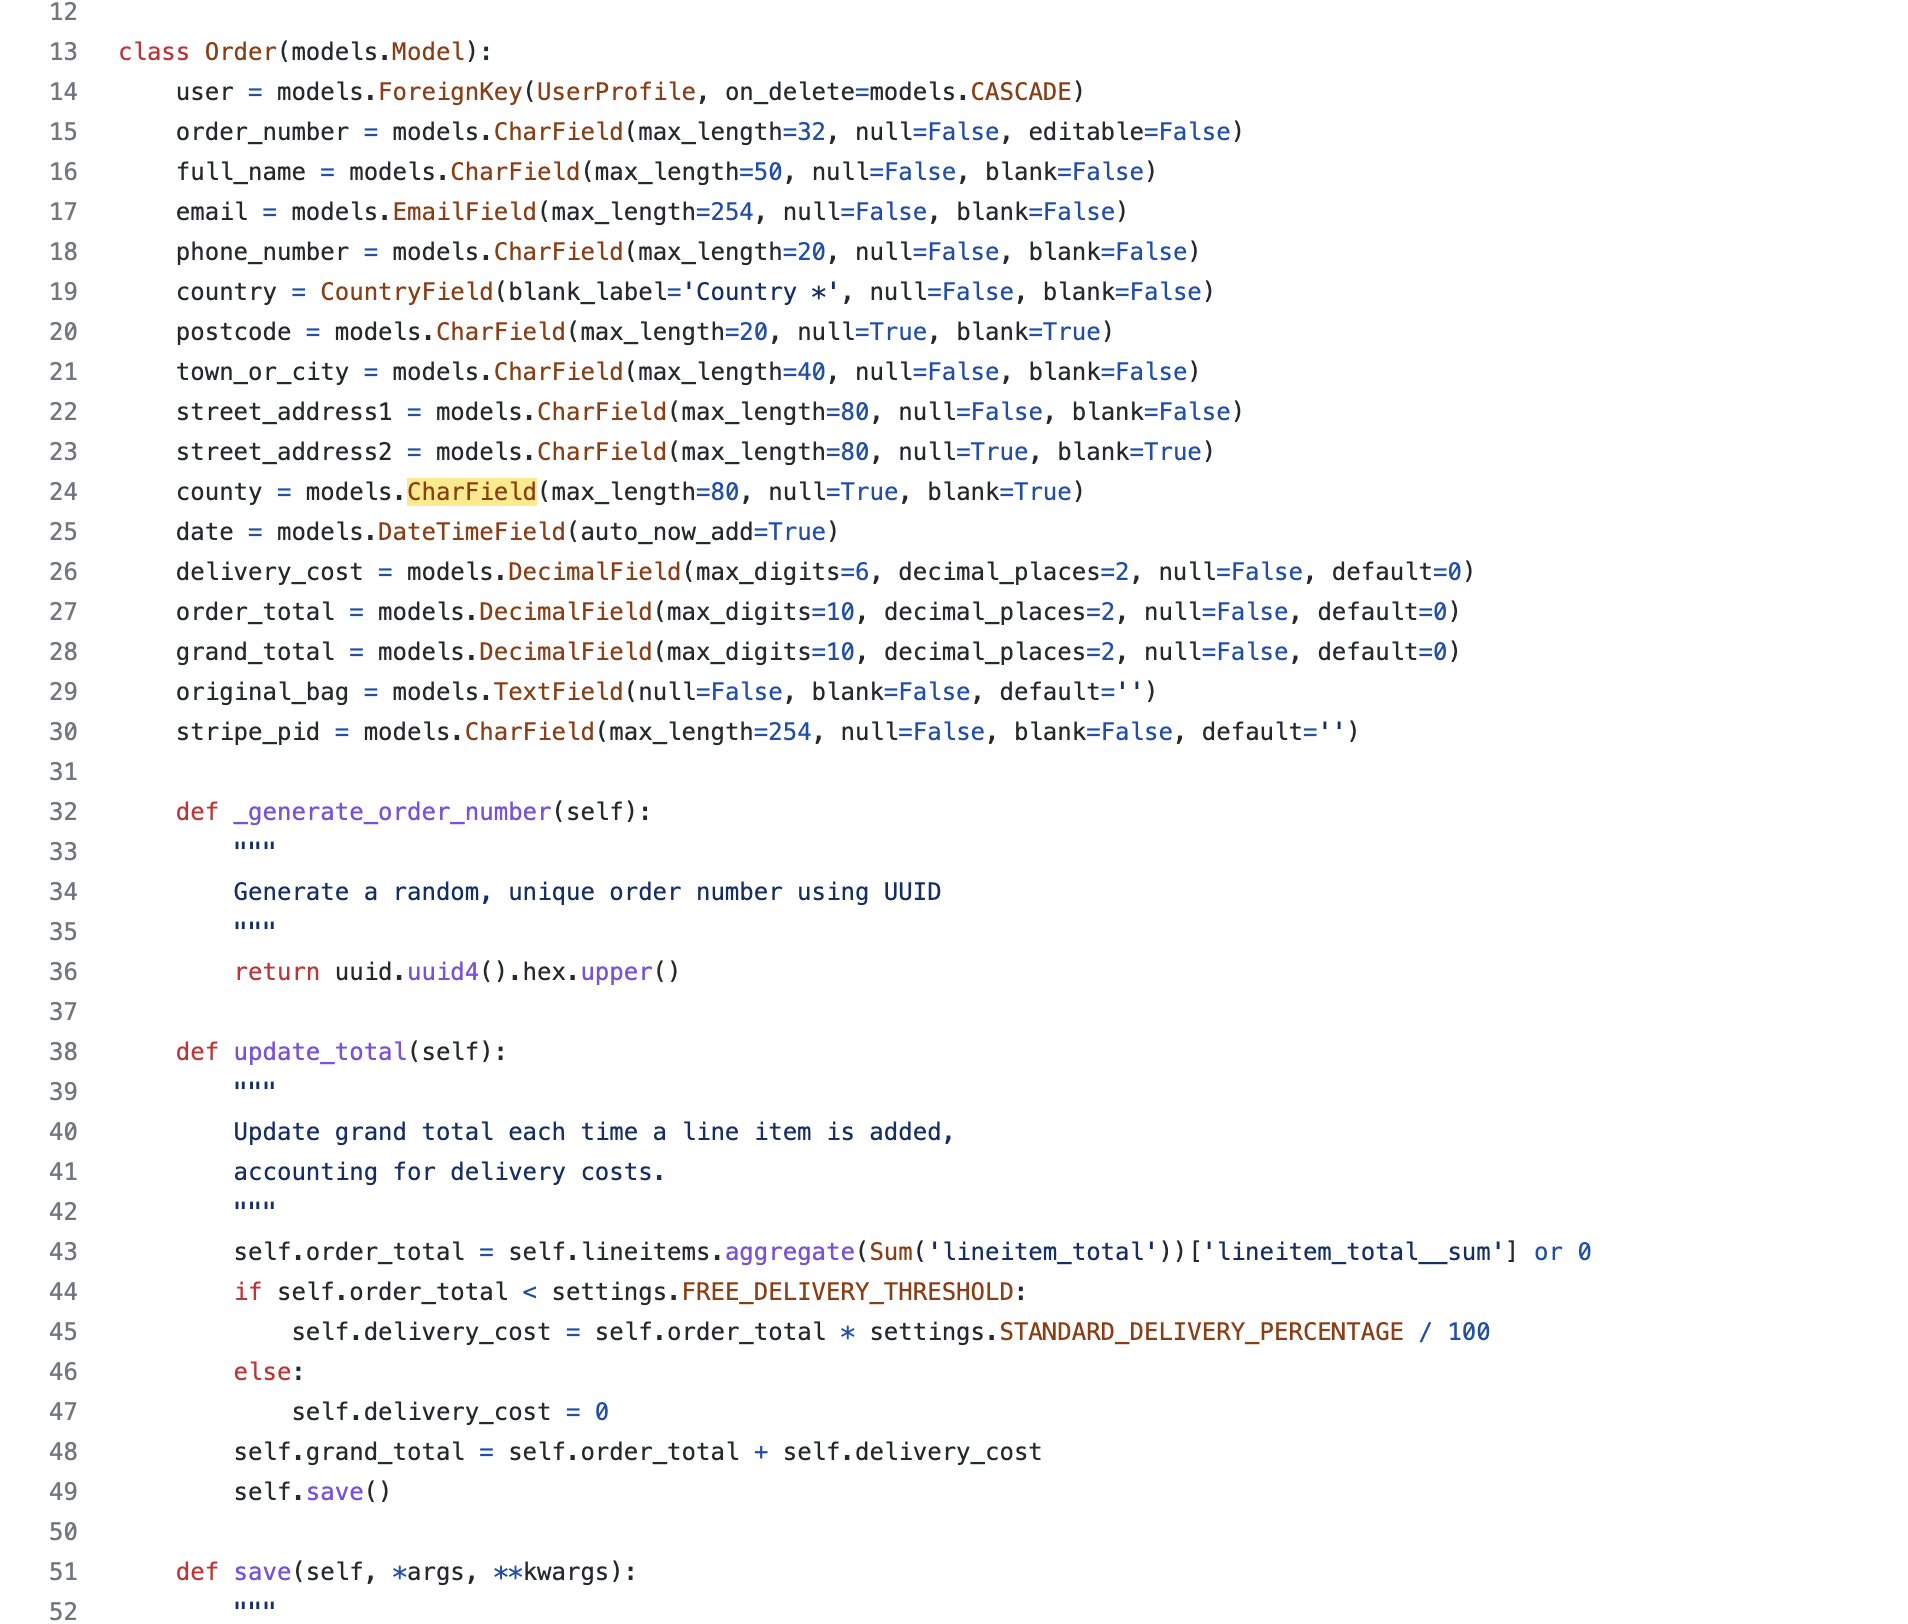 12
13 class Order(models.Model):
14     user = models.ForeignKey(UserProfile, on_delete=models.CASCADE)
15     order_number = models.CharField(max_length=32, null=False, editable=False)
16     full_name = models.CharField(max_length=50, null=False, blank=False)
17     email = models.EmailField(max_length=254, null=False, blank=False)
18     phone_number = models.CharField(max_length=20, null=False, blank=False)
19     country = CountryField(blank_label='Country *', null=False, blank=False)
20     postcode = models.CharField(max_length=20, null=True, blank=True)
21     town_or_city = models.CharField(max_length=40, null=False, blank=False)
22     street_address1 = models.CharField(max_length=80, null=False, blank=False)
23     street_address2 = models.CharField(max_length=80, null=True, blank=True)
24     county = models.CharField(max_length=80, null=True, blank=True)
25     date = models.DateTimeField(auto_now_add=True)
26     delivery_cost = models.DecimalField(max_digits=6, decimal_places=2, null=False, default=0)
27     order_total = models.DecimalField(max_digits=10, decimal_places=2, null=False, default=0)
28     grand_total = models.DecimalField(max_digits=10, decimal_places=2, null=False, default=0)
29     original_bag = models.TextField(null=False, blank=False, default='')
30     stripe_pid = models.CharField(max_length=254, null=False, blank=False, default='')
31
32     def _generate_order_number(self):
33         """
34         Generate a random, unique order number using UUID
35         """
36         return uuid.uuid4().hex.upper()
37
38     def update_total(self):
39         """
40         Update grand total each time a line item is added,
41         accounting for delivery costs.
42         """
43         self.order_total = self.lineitems.aggregate(Sum('lineitem_total'))['lineitem_total__sum'] or 0
44         if self.order_total < settings.FREE_DELIVERY_THRESHOLD:
45             self.delivery_cost = self.order_total * settings.STANDARD_DELIVERY_PERCENTAGE / 100
46         else:
47             self.delivery_cost = 0
48         self.grand_total = self.order_total + self.delivery_cost
49         self.save()
50
51     def save(self, *args, **kwargs):
52         """